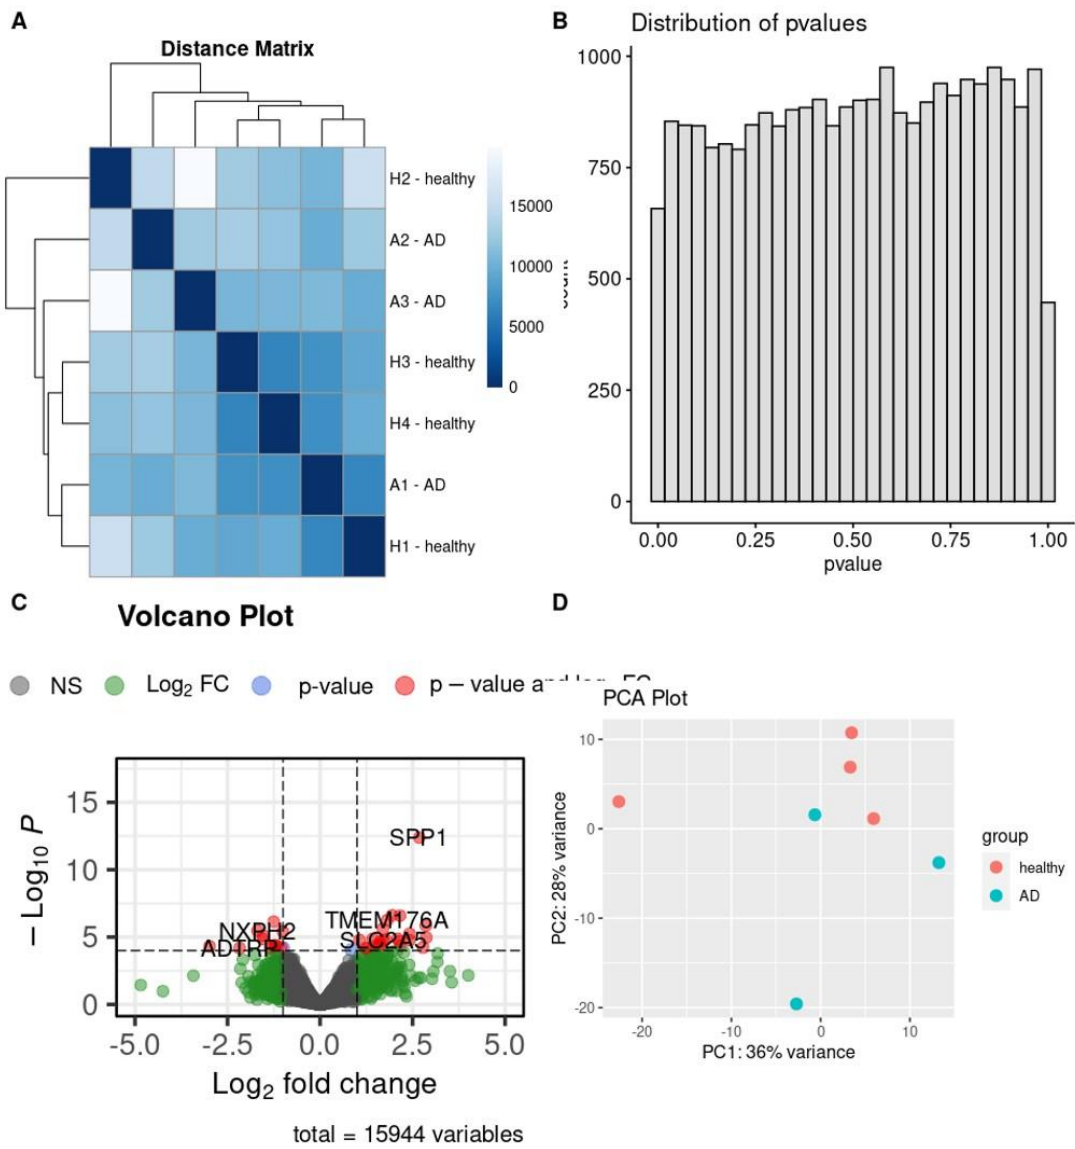 A
Distance Matrix
H2 - healthy
A2 - AD
A3 - AD
H3 - healthy
H4 - healthy
A1 - AD
H1 - healthy
15000
10000
5000
0
B
Distribution of pvalues
1000
750
500
250
0
0.00 0.25 0.50 0.75 1.00
pvalue
C
Volcano Plot
NS Log₂ FC p-value p – value
– Log₁₀ P
15
10
5
0
SPP1
TMEM176A
NXPH2
SLC2A5
ADTRP
-5.0 -2.5 0.0 2.5 5.0
Log₂ fold change
total = 15944 variables
D
PCA Plot
PC2: 28% variance
10
0
-10
-20
-20 -10 0 10
PC1: 36% variance
group
healthy
AD